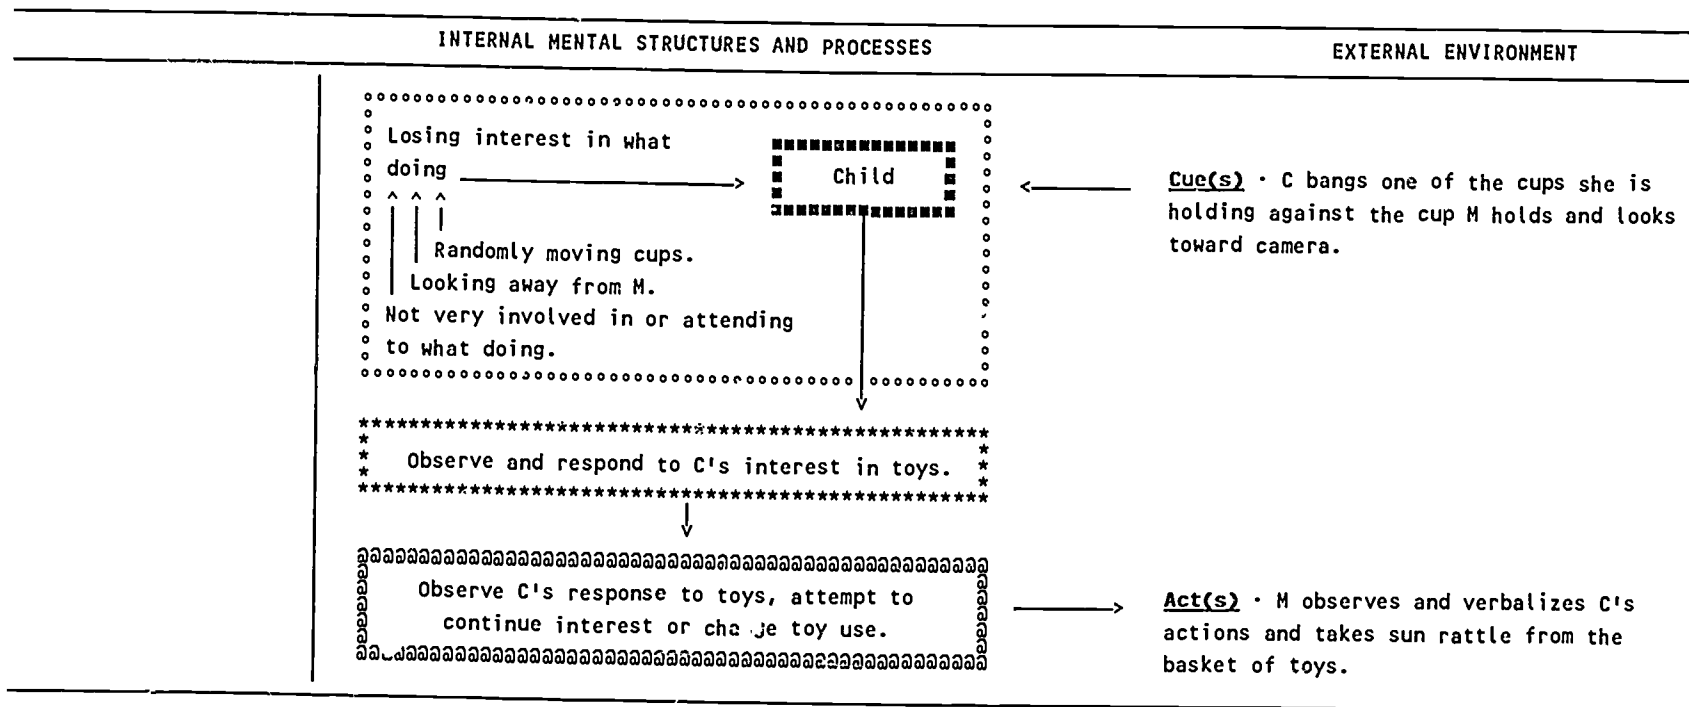 INTERNAL MENTAL STRUCTURES AND PROCESSES
EXTERNAL ENVIRONMENT
Losing interest in what
doing
Child
Randomly moving cups.
Looking away from M.
Not very involved in or attending
to what doing.
Cue(s) · C bangs one of the cups she is
holding against the cup M holds and looks
toward camera.
Observe and respond to C's interest in toys.
Observe C's response to toys, attempt to
continue interest or toy use.
Act(s) · M observes and verbalizes C's
actions and takes sun rattle from the
basket of toys.